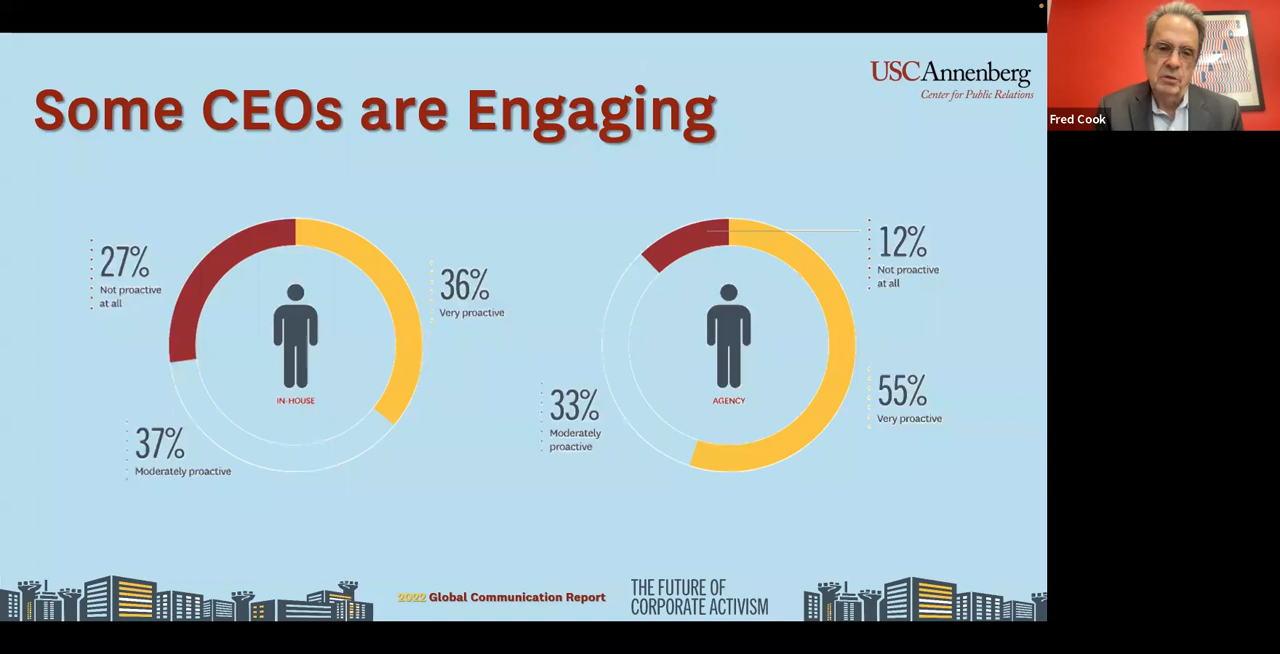 Some CEOs are Engaging
USC Annenberg
Center for Public Relations
Fred Cook
27%
Not proactive
at all
36%
Very proactive
37%
Moderately proactive
IN-HOUSE
12%
Not proactive
at all
55%
Very proactive
33%
Moderately
proactive
AGENCY
2022 Global Communication Report
THE FUTURE OF
CORPORATE ACTIVISM